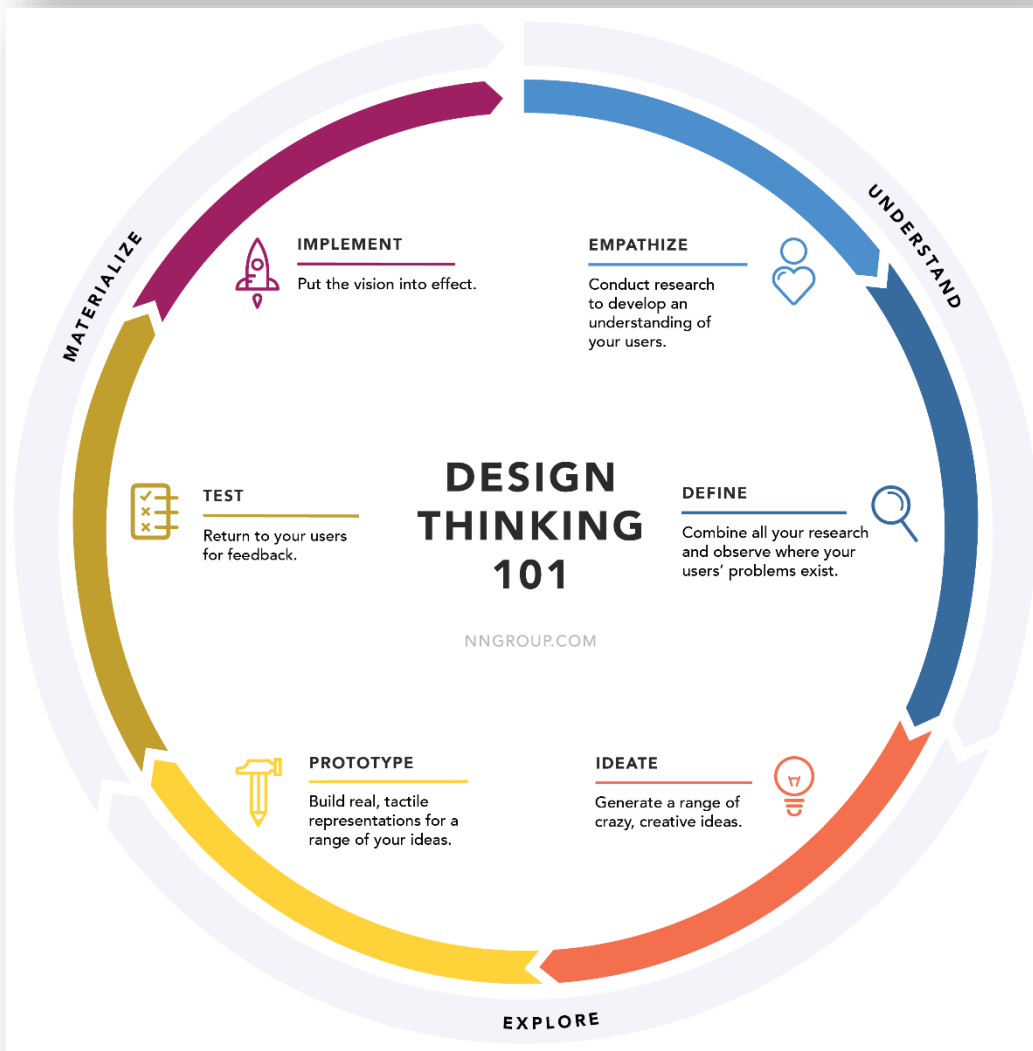 DESIGN
THINKING
101
NNGROUP.COM
UNDERSTAND
EMPATHIZE
Conduct research
to develop an
understanding of
your users.
DEFINE
Combine all your research
and observe where your
users' problems exist.
EXPLORE
IDEATE
Generate a range of
crazy, creative ideas.
PROTOTYPE
Build real, tactile
representations for a
range of your ideas.
MATERIALIZE
TEST
Return to your users
for feedback.
IMPLEMENT
Put the vision into effect.